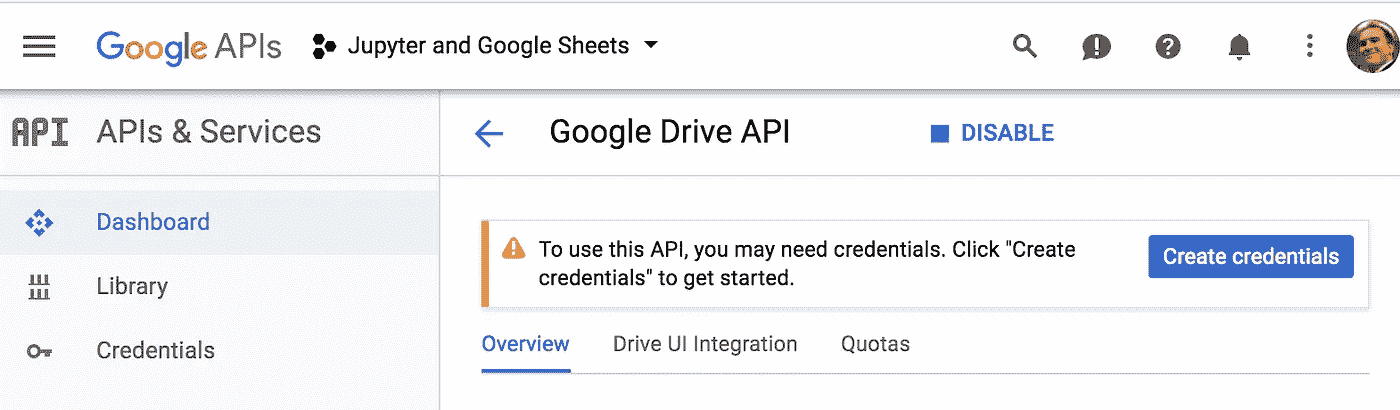 Google APIs Jupyter and Google Sheets
API APIs & Services
Google Drive API DISABLE
Dashboard
Library
Credentials
To use this API, you may need credentials. Click "Create
credentials" to get started.
Create credentials
Overview Drive UI Integration Quotas